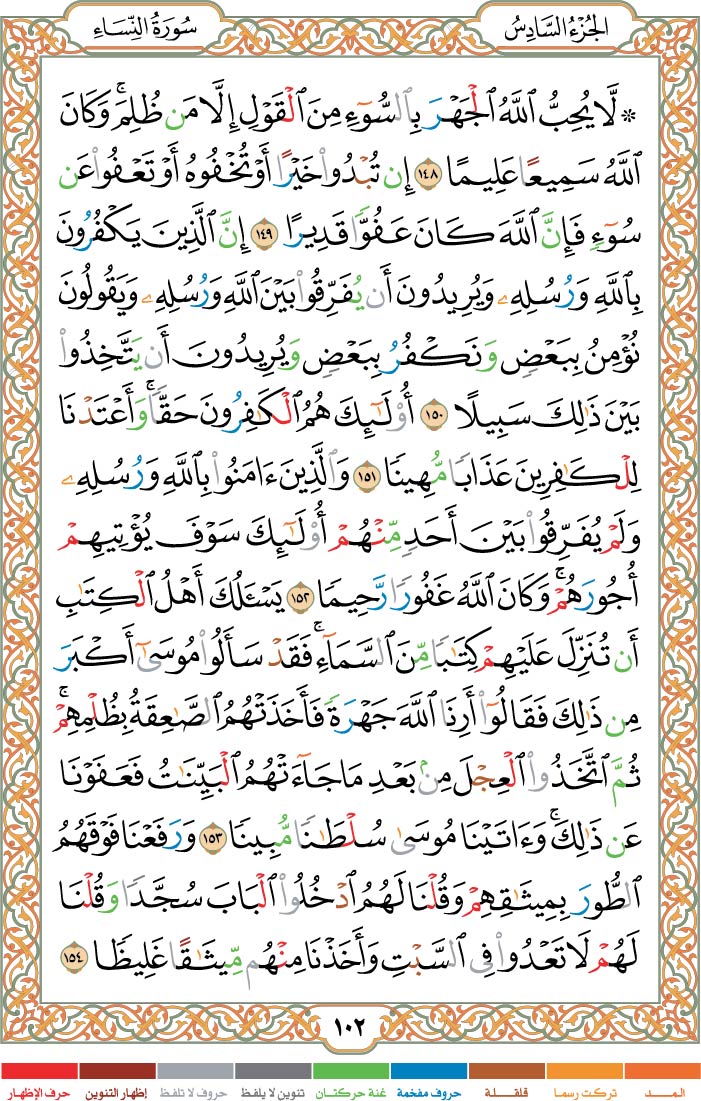 الجُزْءُ السَّادِسُ
سُورَةُ النِّسَاءِ
۞ لَّا يُحِبُّ ٱللَّهُ ٱلْجَهْرَ بِٱلسُّوٓءِ مِنَ ٱلْقَوْلِ إِلَّا مَن ظُلِمَۚ وَكَانَ
ٱللَّهُ سَمِيعًا عَلِيمًا ١٤٨ إِن تُبْدُوا۟ خَيْرًا أَوْ تُخْفُوهُ أَوْ تَعْفُوا۟ عَن
سُوٓءٍ فَإِنَّ ٱللَّهَ كَانَ عَفُوًّا قَدِيرًا ١٤٩ إِنَّ ٱلَّذِينَ يَكْفُرُونَ
بِٱللَّهِ وَرُسُلِهِۦ وَيُرِيدُونَ أَن يُفَرِّقُوا۟ بَيْنَ ٱللَّهِ وَرُسُلِهِۦ وَيَقُولُونَ
نُؤْمِنُ بِبَعْضٍ وَنَكْفُرُ بِبَعْضٍ وَيُرِيدُونَ أَن يَتَّخِذُوا۟
بَيْنَ ذَٰلِكَ سَبِيلًا ١٥٠ أُو۟لَٰٓئِكَ هُمُ ٱلْكَٰفِرُونَ حَقًّاۚ وَأَعْتَدْنَا
لِلْكَٰفِرِينَ عَذَابًا مُّهِينًا ١٥١ وَٱلَّذِينَ ءَامَنُوا۟ بِٱللَّهِ وَرُسُلِهِۦ
وَلَمْ يُفَرِّقُوا۟ بَيْنَ أَحَدٍ مِّنْهُمْ أُو۟لَٰٓئِكَ سَوْفَ يُؤْتِيهِمْ
أُجُورَهُمْۚ وَكَانَ ٱللَّهُ غَفُورًا رَّحِيمًا ١٥٢ يَسْـَٔلُكَ أَهْلُ ٱلْكِتَٰبِ
أَن تُنَزِّلَ عَلَيْهِمْ كِتَٰبًا مِّنَ ٱلسَّمَآءِۚ فَقَدْ سَأَلُوا۟ مُوسَىٰٓ أَكْبَرَ
مِن ذَٰلِكَ فَقَالُوٓا۟ أَرِنَا ٱللَّهَ جَهْرَةً فَأَخَذَتْهُمُ ٱلصَّٰعِقَةُ بِظُلْمِهِمْۚ
ثُمَّ ٱتَّخَذُوا۟ ٱلْعِجْلَ مِنۢ بَعْدِ مَا جَآءَتْهُمُ ٱلْبَيِّنَٰتُ فَعَفَوْنَا
عَن ذَٰلِكَۚ وَءَاتَيْنَا مُوسَىٰ سُلْطَٰنًا مُّبِينًا ١٥٣ وَرَفَعْنَا فَوْقَهُمُ
ٱلطُّورَ بِمِيثَٰقِهِمْ وَقُلْنَا لَهُمُ ٱدْخُلُوا۟ ٱلْبَابَ سُجَّدًا وَقُلْنَا
لَهُمْ لَا تَعْدُوا۟ فِى ٱلسَّبْتِ وَأَخَذْنَا مِنْهُم مِّيثَٰقًا غَلِيظًا ١٥٤
١٠٢
المـــد
تركت رسما
قلقـلة
حروف مفخمة
غنة حركتـان
تنوين لا يلفظ
حروف لا تلفظ
إظهار التنوين
حرف الإظهار